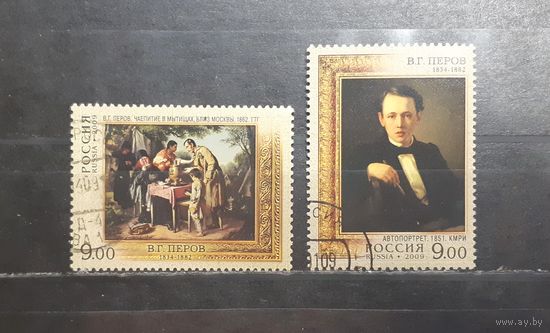 В.Г. ПЕРОВ. ЧАЕПИТИЕ В МЫТИЩАХ, БЛИЗ МОСКВЫ. 1862. ГТГ
РОССИЯ
RUSSIA • 2009
9.00
В.Г. ПЕРОВ
1834-1882
В.Г. ПЕРОВ
1834-1882
АВТОПОРТРЕТ. 1851. КМРИ
РОССИЯ
RUSSIA • 2009
9.00
9109
www.ay.by